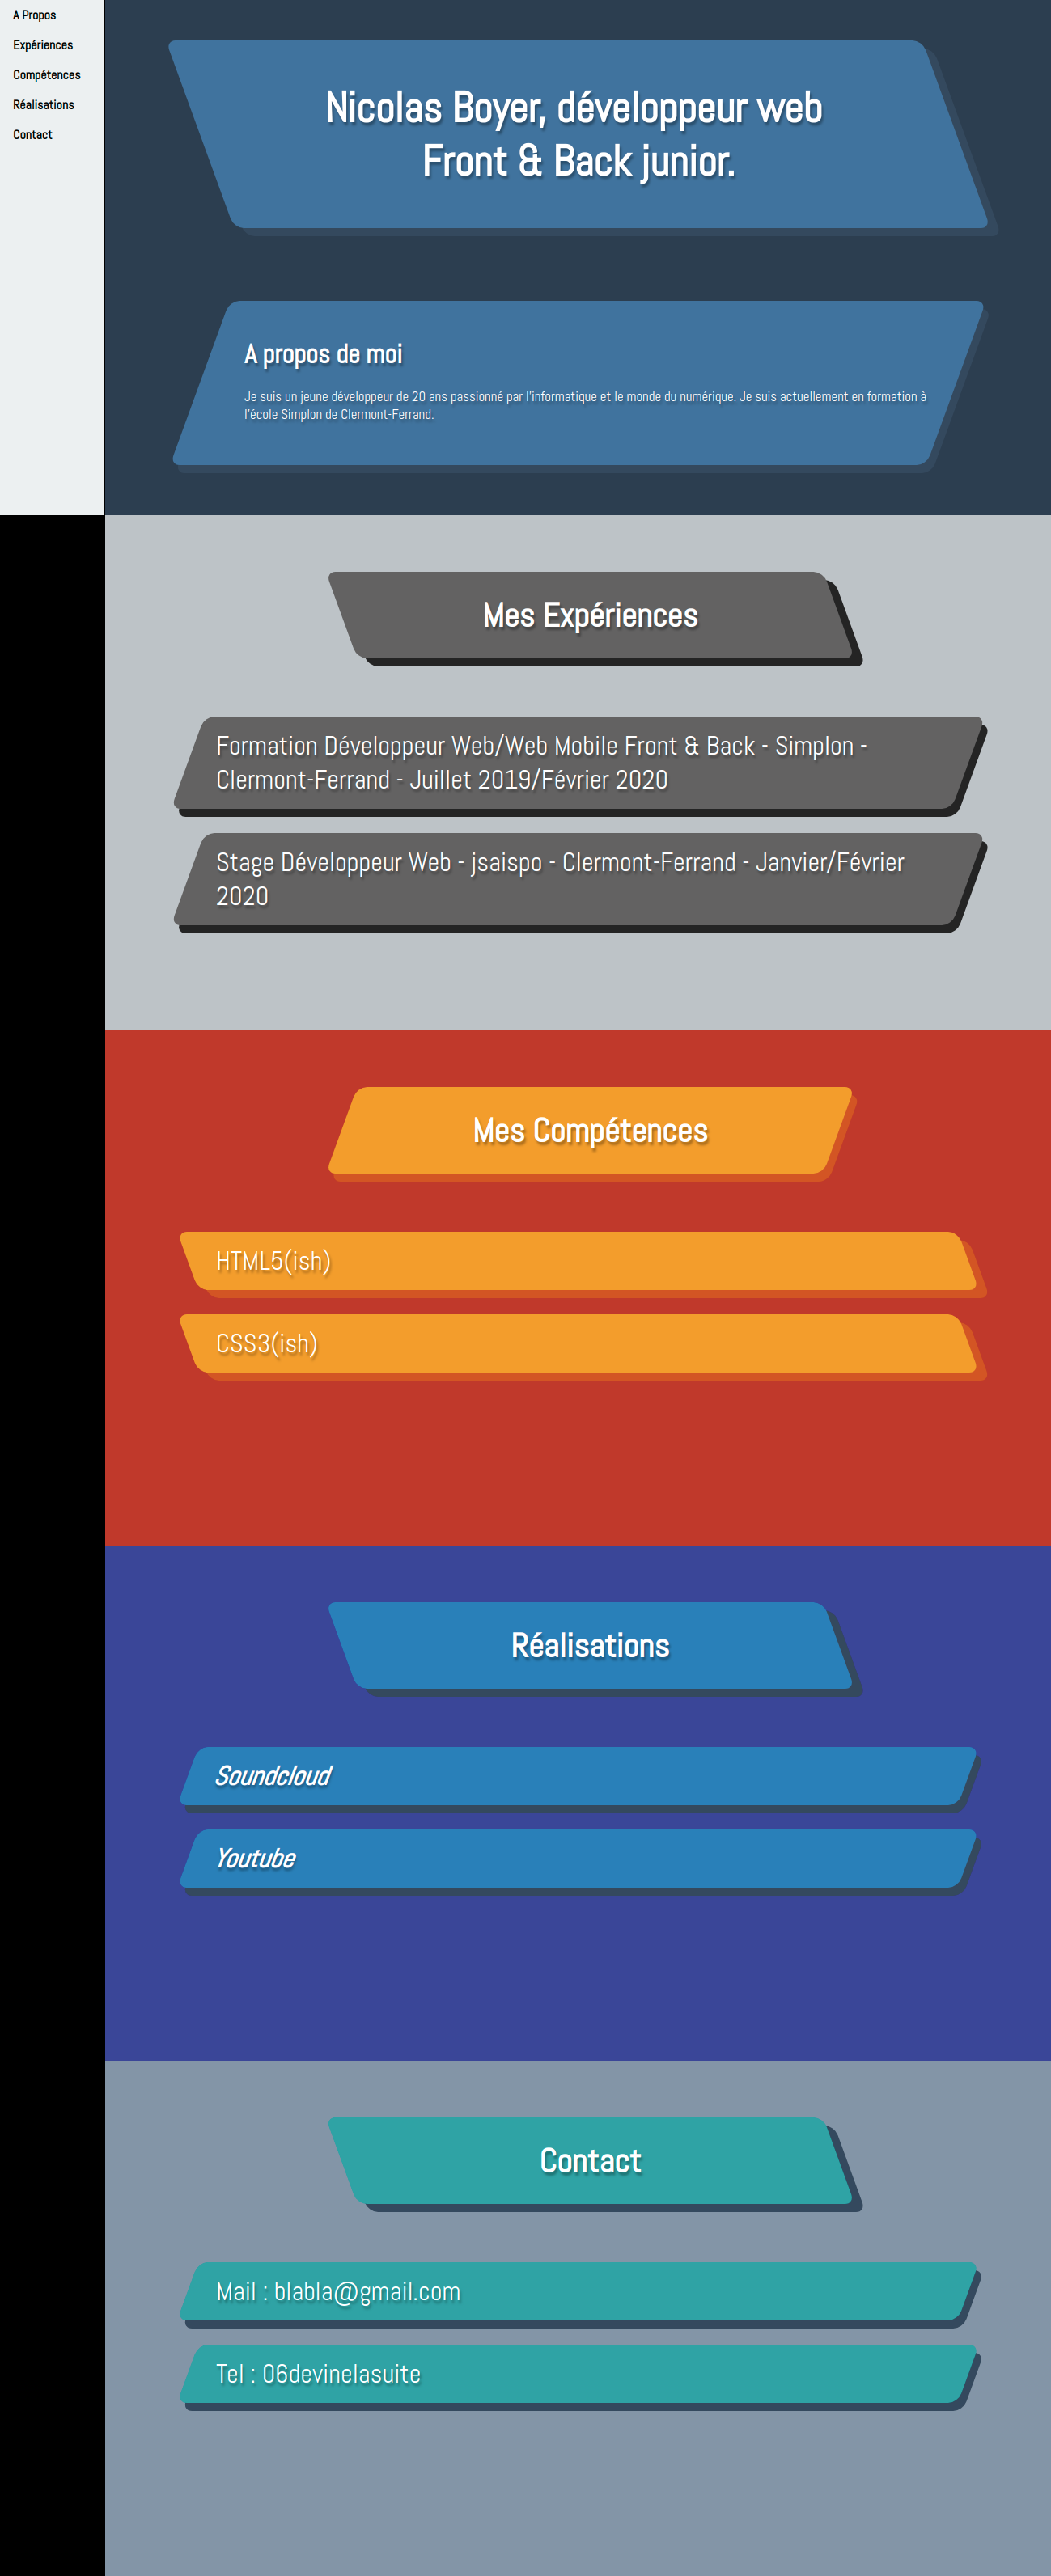 A Propos
Expériences
Compétences
Réalisations
Contact
Nicolas Boyer, développeur web
Front & Back junior.
A propos de moi
Je suis un jeune développeur de 20 ans passionné par l'informatique et le monde du numérique. Je suis actuellement en formation à
l'école Simplon de Clermont-Ferrand.
Mes Expériences
Formation Développeur Web/Web Mobile Front & Back - Simplon -
Clermont-Ferrand - Juillet 2019/Février 2020
Stage Développeur Web - jsaispo - Clermont-Ferrand - Janvier/Février
2020
Mes Compétences
HTML5(ish)
CSS3(ish)
Réalisations
Soundcloud
Youtube
Contact
Mail : blabla@gmail.com
Tel : 06devinelasuite